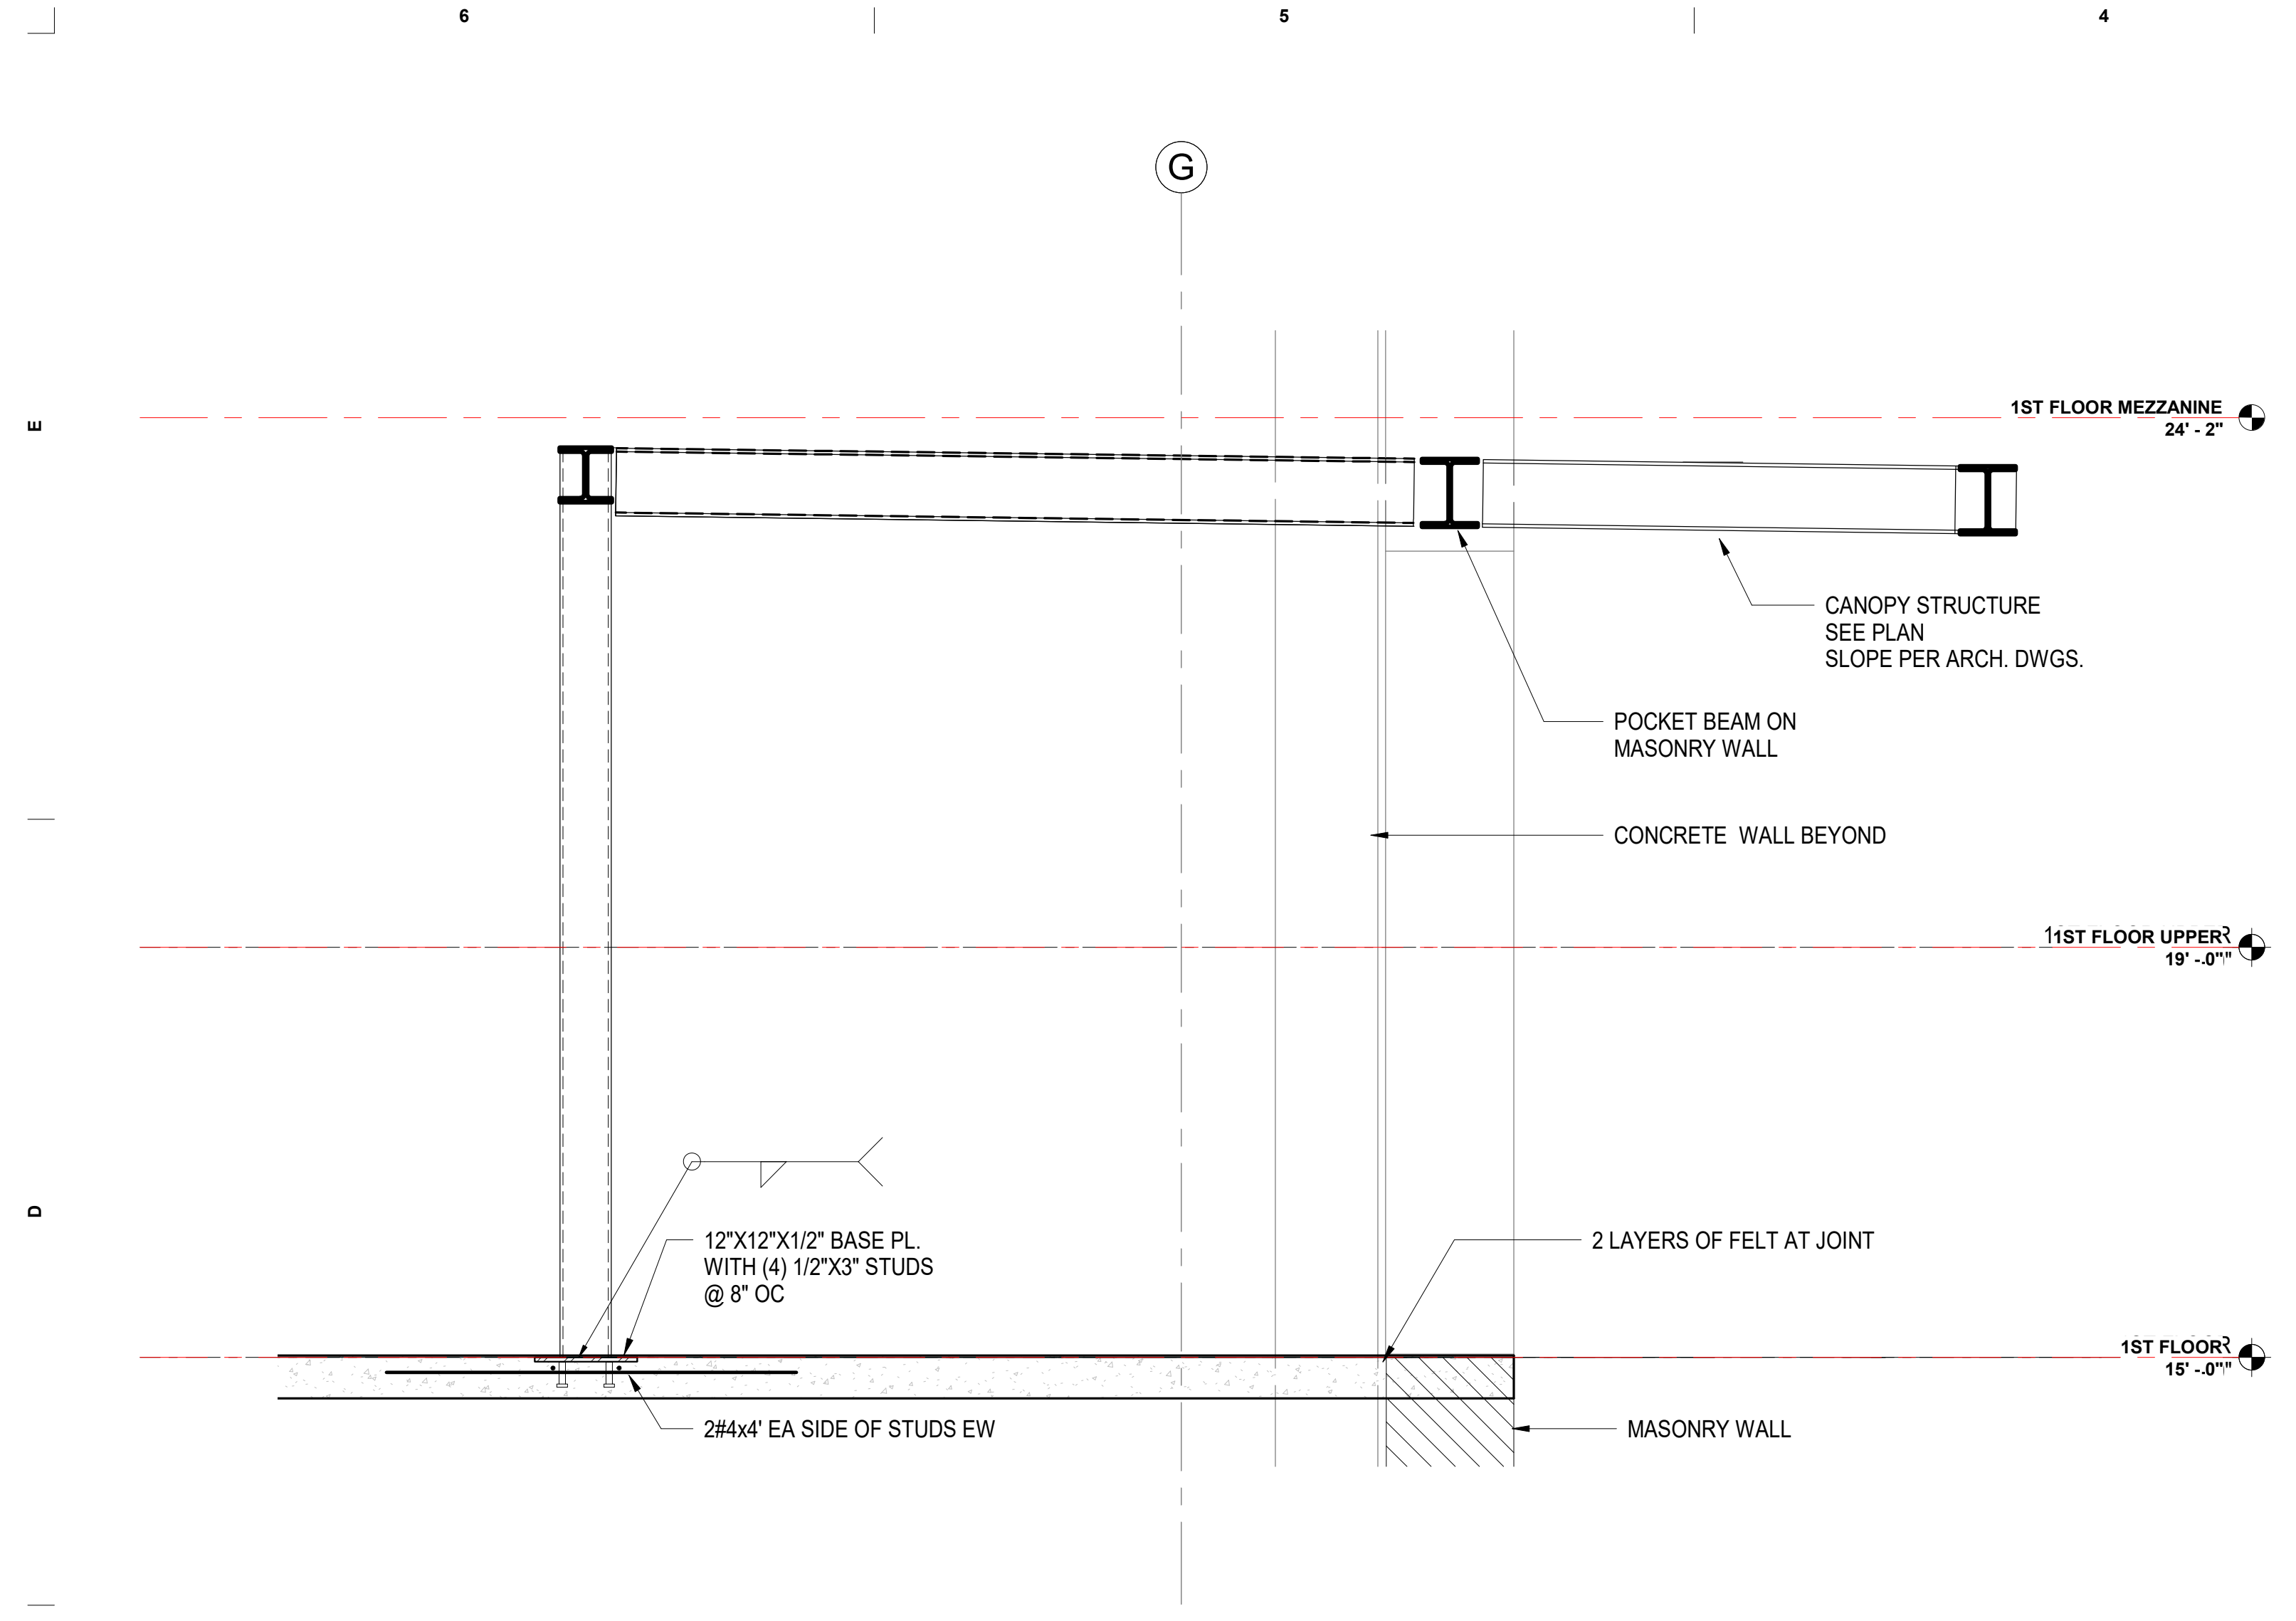 6
5
4
G
E
1ST FLOOR MEZZANINE
24' - 2"
CANOPY STRUCTURE
SEE PLAN
SLOPE PER ARCH. DWGS.
POCKET BEAM ON
MASONRY WALL
CONCRETE WALL BEYOND
1ST FLOOR UPPER
19' - 0"
D
12"X12"X1/2" BASE PL.
WITH (4) 1/2"X3" STUDS
@ 8" OC
2 LAYERS OF FELT AT JOINT
1ST FLOOR
15' - 0"
2#4x4' EA SIDE OF STUDS EW
MASONRY WALL